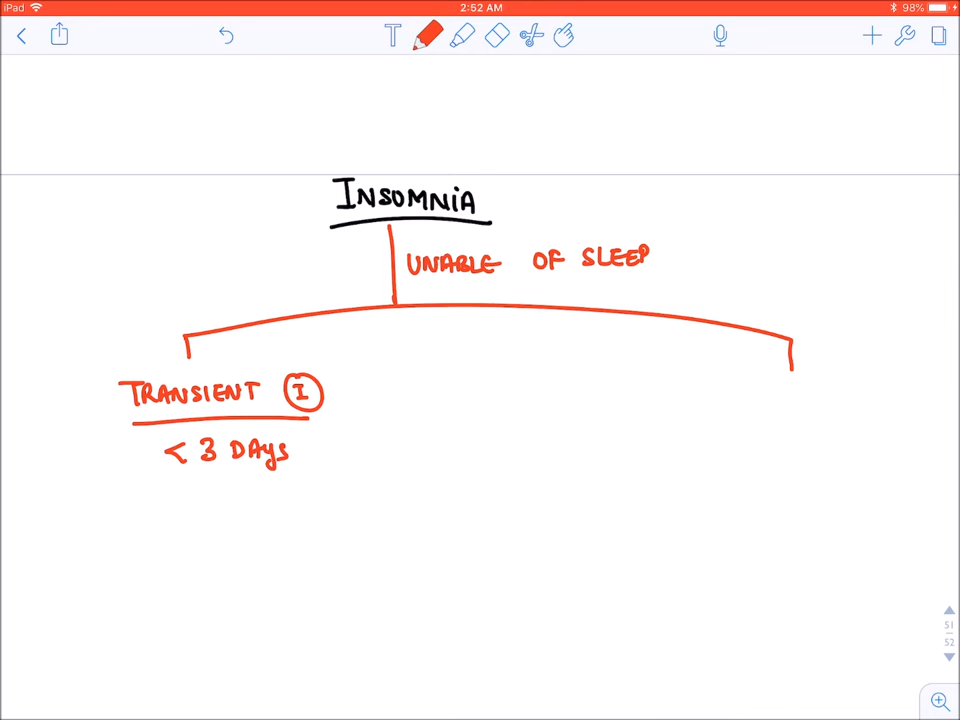 iPad 2:52 AM 98%
T
INSOMNIA
UNABLE OF SLEEP
TRANSIENT I
< 3 DAYS
51
52